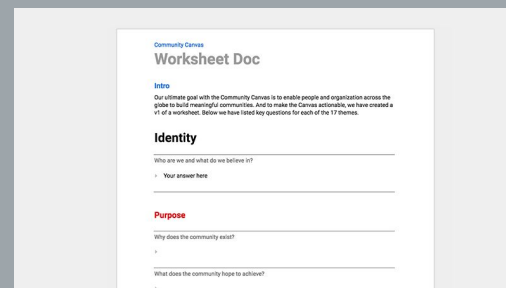 Community Canvas
Worksheet Doc
Intro
Our ultimate goal with the Community Canvas is to enable people and organization across the
globe to build meaningful communities. And to make the Canvas actionable, we have created a
v1 of a worksheet. Below we have listed key questions for each of the 17 themes.
Identity
Who are we and what do we believe in?
Your answer here
Purpose
Why does the community exist?
What does the community hope to achieve?